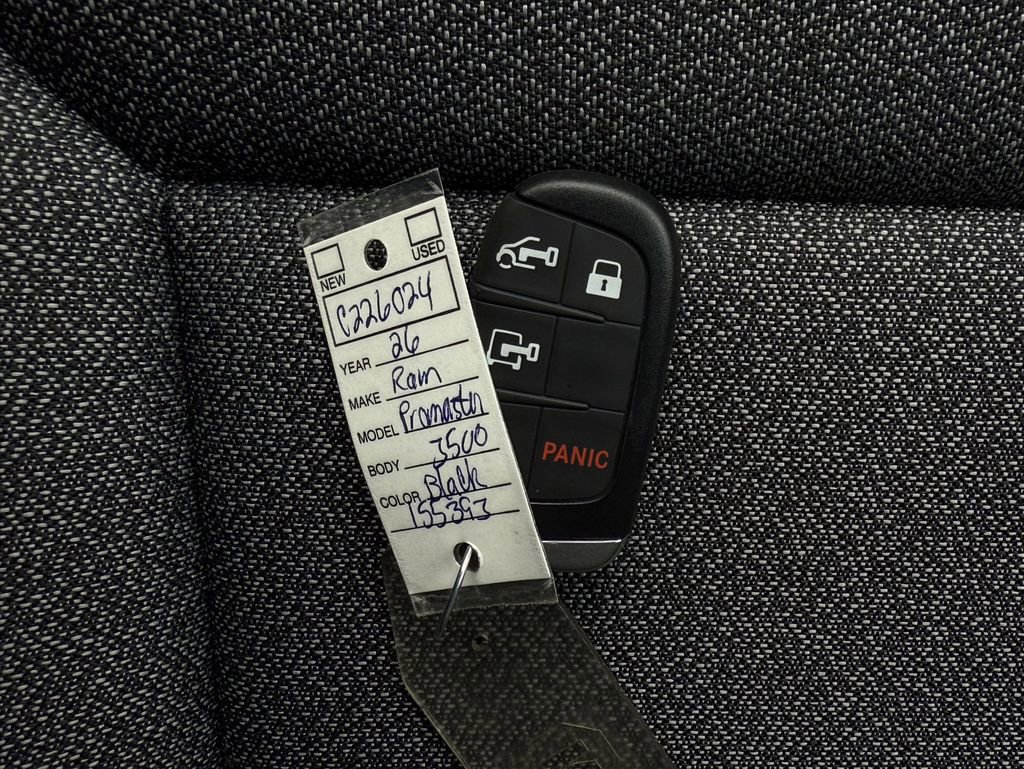 NEW USED
C226024
YEAR 26
MAKE Ram
MODEL Promaster
BODY 3500
COLOR Black
155393
PANIC